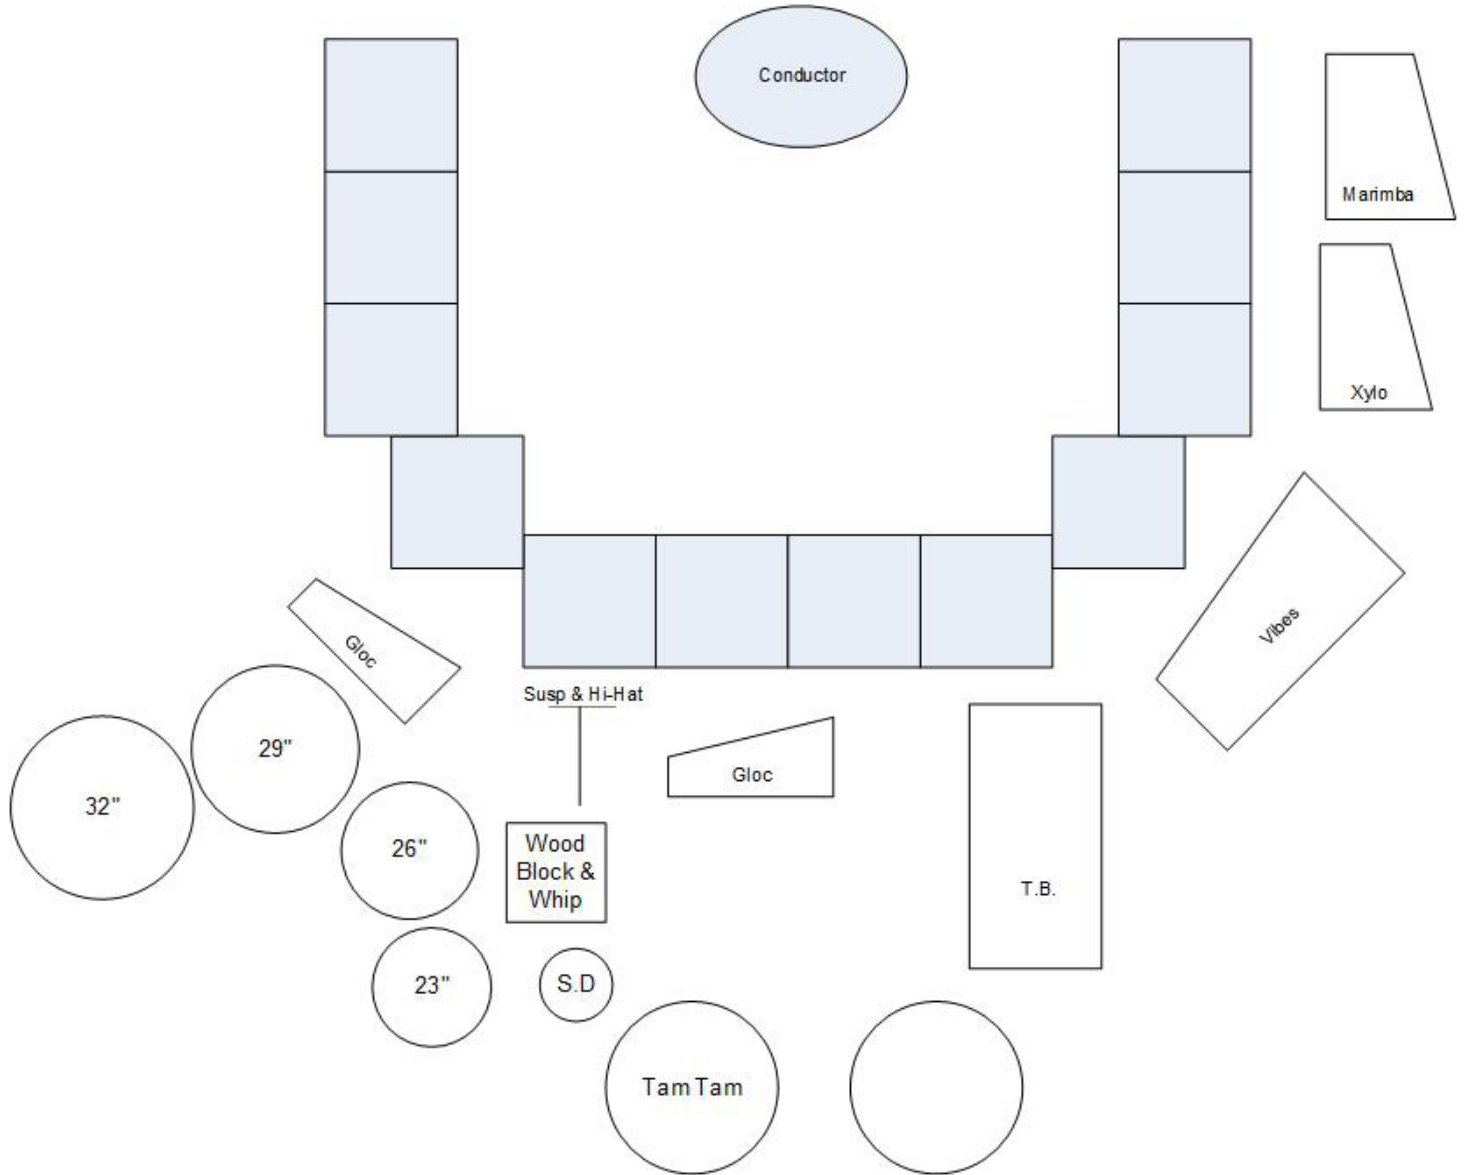 Conductor
Marimba
Xylo
Vibes
Gloc
Susp & Hi-Hat
29"
32"
Gloc
26"
Wood
Block &
Whip
T.B.
23"
S.D
Tam Tam